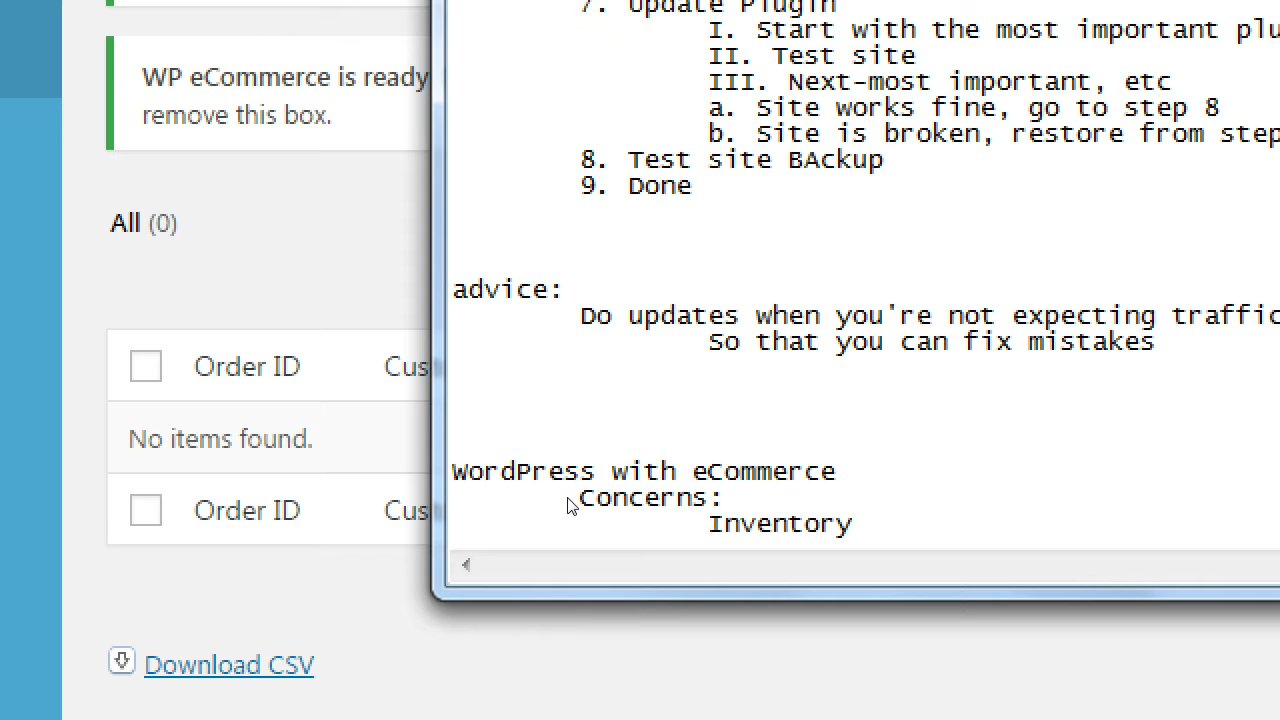 7. Update Plugin
I. Start with the most important
II. Test site
III. Next-most important, etc
a. Site works fine, go to step 8
b. Site is broken, restore from step
8. Test site BAckup
9. Done
WP eCommerce is ready
remove this box.
All (0)
advice:
Do updates when you're not expecting traffic
So that you can fix mistakes
Order ID
No items found.
Order ID
WordPress with eCommerce
Concerns:
Inventory
Download CSV